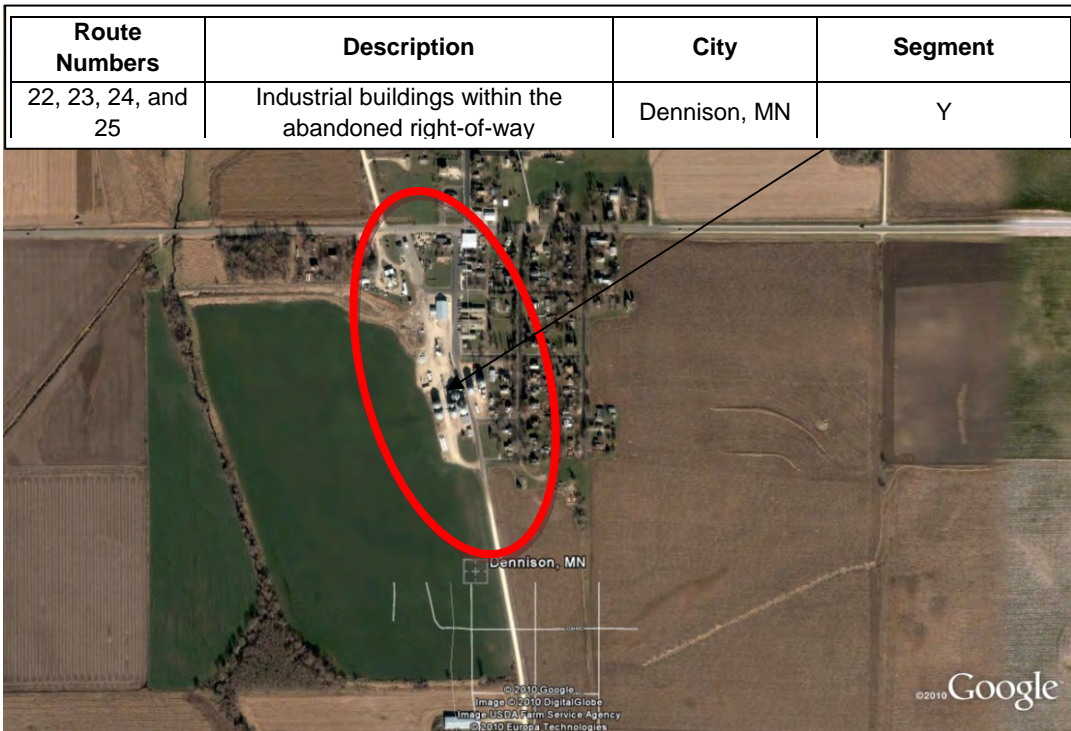 Route Numbers
Description
City
Segment
22, 23, 24, and 25
Industrial buildings within the abandoned right-of-way
Dennison, MN
Y
Dennison, MN
© 2010 Google
Image © 2010 DigitalGlobe
Image USDA Farm Service Agency
© 2010 Europa Technologies
©2010 Google